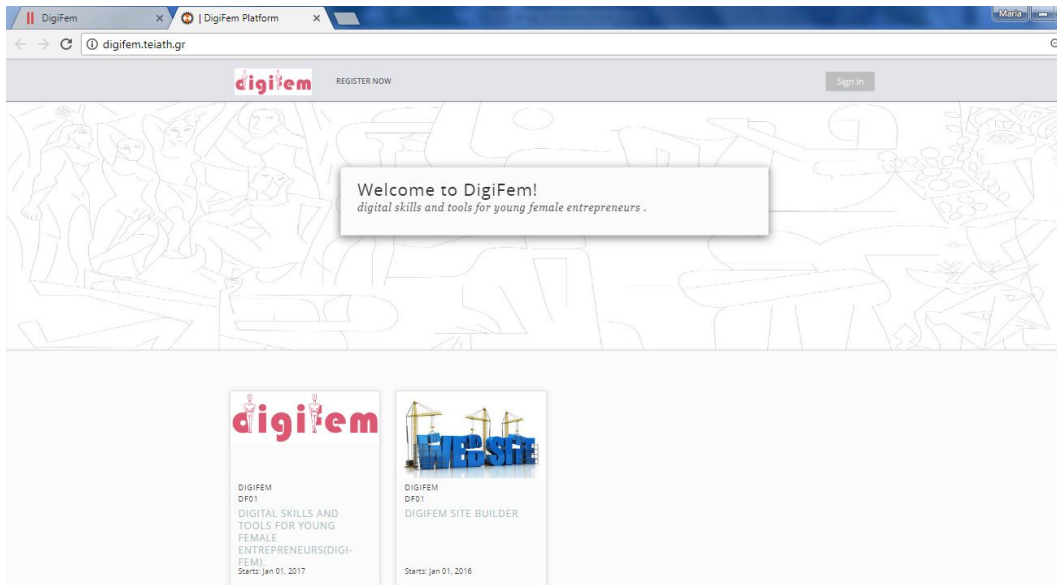 DigiFem
| DigiFem Platform
Maria
digifem.teiath.gr
digifem
REGISTER NOW
Sign in
Welcome to DigiFem!
digital skills and tools for young female entrepreneurs .
digifem
DIGIFEM
DF01
DIGITAL SKILLS AND
TOOLS FOR YOUNG
FEMALE
ENTREPRENEURS(DIGI-
FEM).
Starts: Jan 01, 2017
WEBSITE
DIGIFEM
DF01
DIGIFEM SITE BUILDER
Starts: Jan 01, 2016